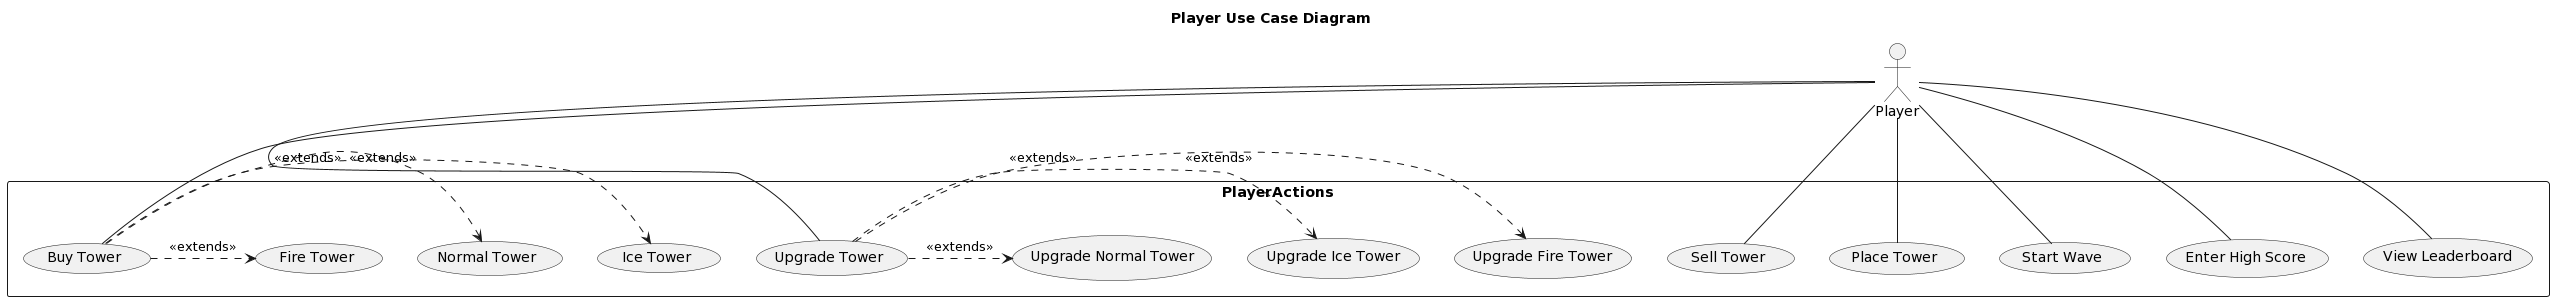 Player Use Case Diagram
Player
«extends»
«extends»
«extends»
«extends»
PlayerActions
«extends»
«extends»
Buy Tower
Fire Tower
Normal Tower
Ice Tower
Upgrade Tower
Upgrade Normal Tower
Upgrade Ice Tower
Upgrade Fire Tower
Sell Tower
Place Tower
Start Wave
Enter High Score
View Leaderboard